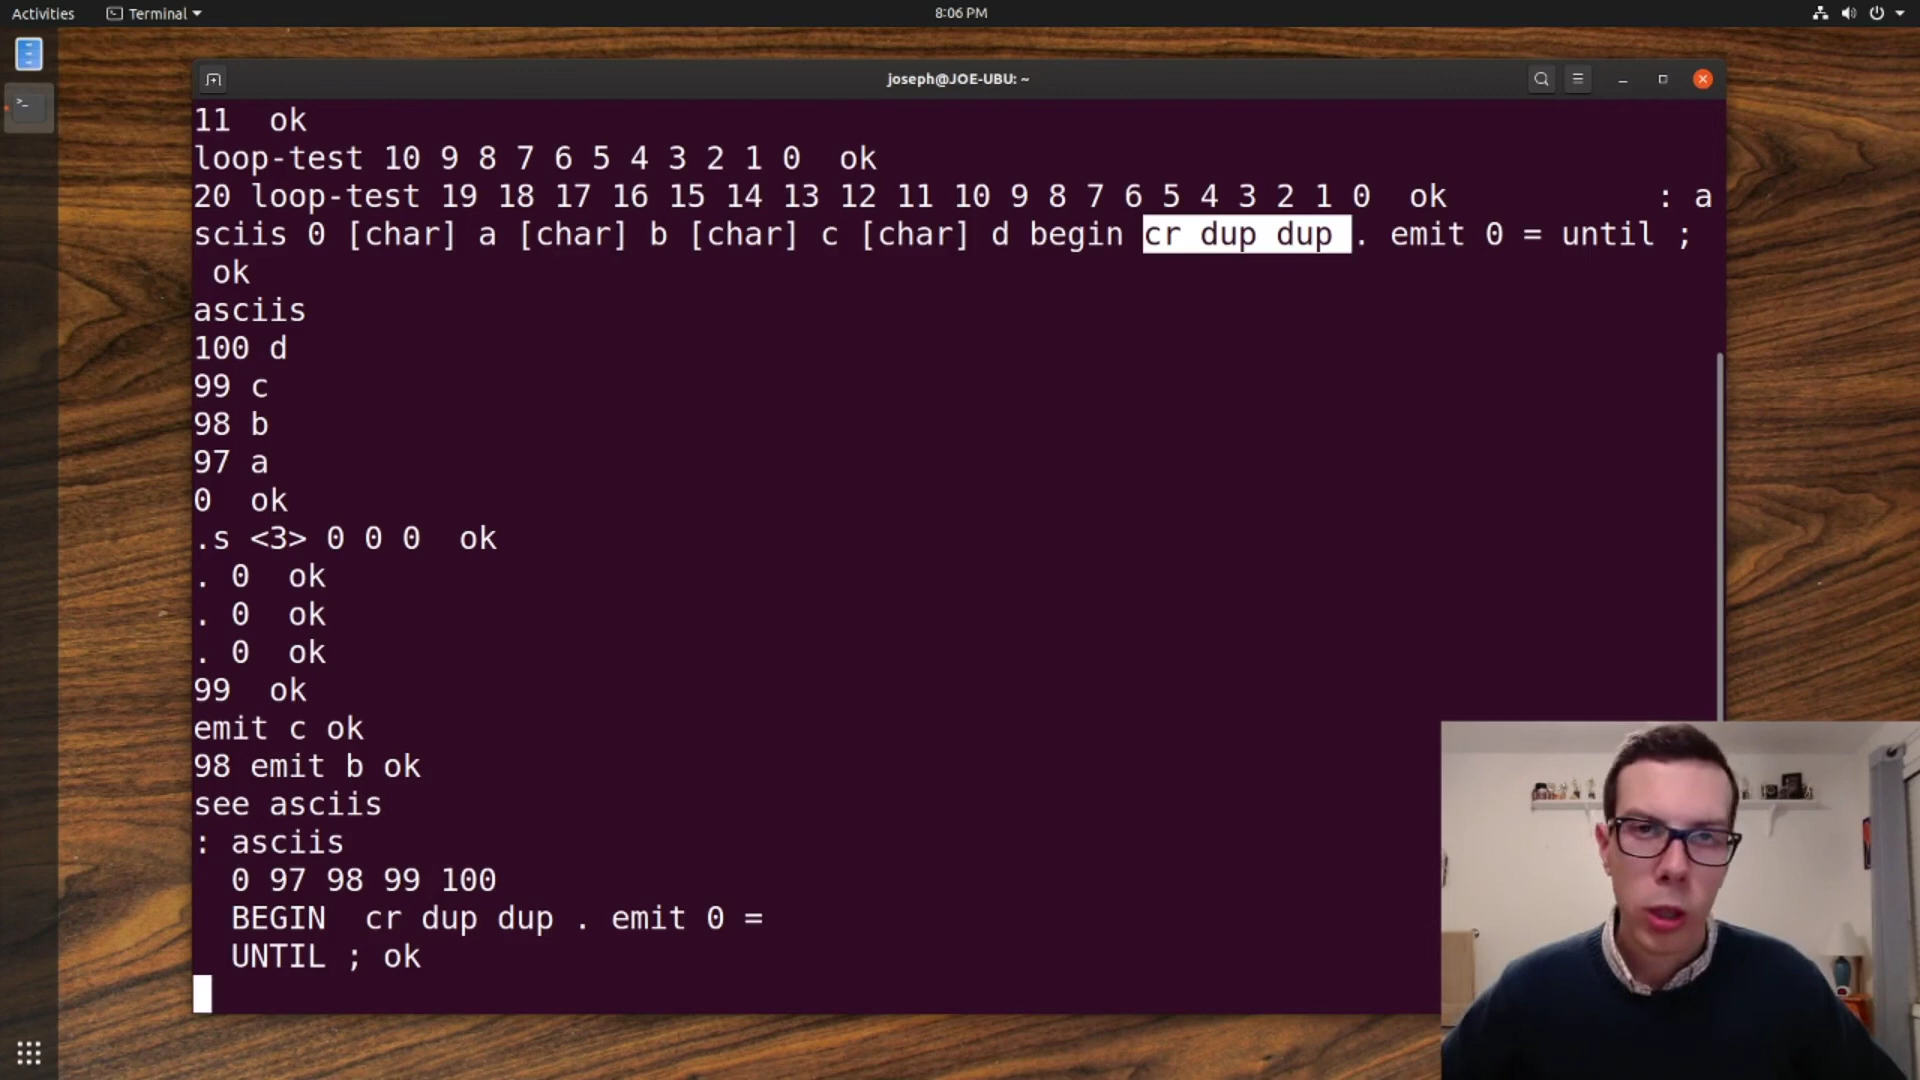 Activities
Terminal
8:06 PM
joseph@JOE-UBU: ~
11  ok
loop-test 10 9 8 7 6 5 4 3 2 1 0  ok
20 loop-test 19 18 17 16 15 14 13 12 11 10 9 8 7 6 5 4 3 2 1 0  ok : a
sciis 0 [char] a [char] b [char] c [char] d begin cr dup dup . emit 0 = until ;
ok
asciis
100 d
99 c
98 b
97 a
0  ok
.s <3> 0 0 0  ok
. 0  ok
. 0  ok
. 0  ok
99  ok
emit c ok
98 emit b ok
see asciis
: asciis
0 97 98 99 100
BEGIN  cr dup dup . emit 0 =
UNTIL ; ok